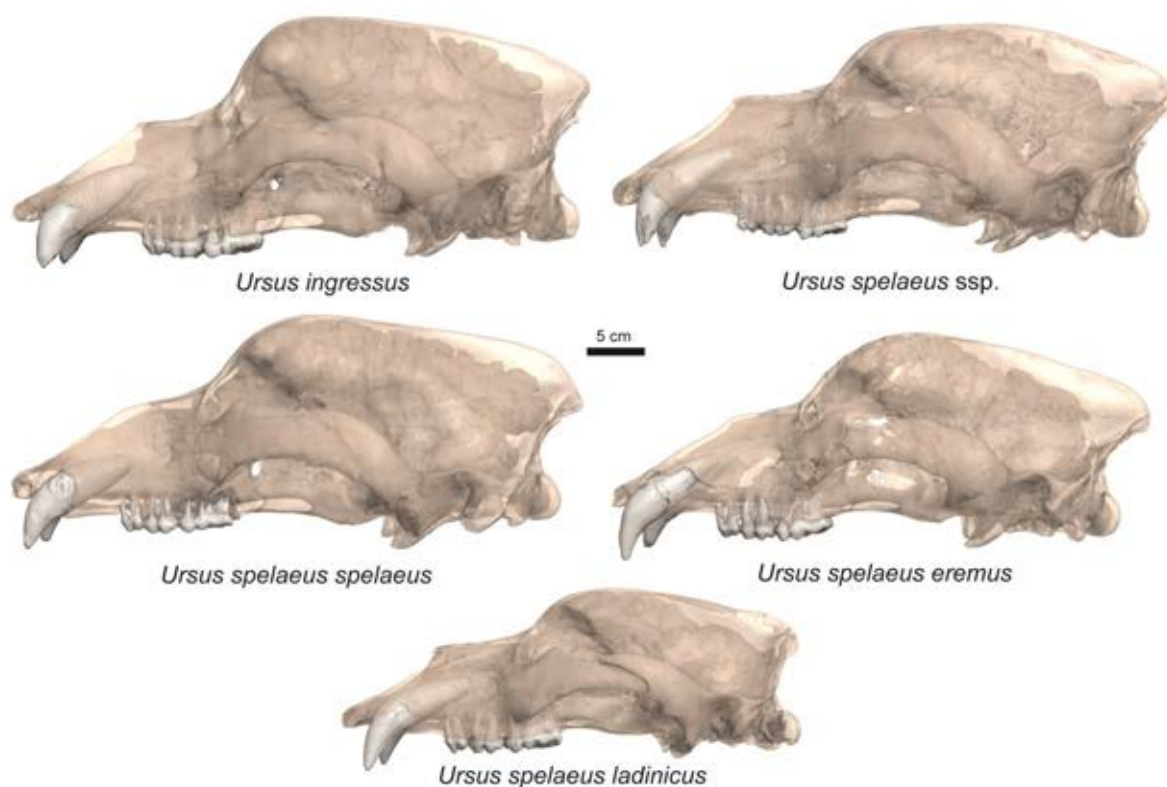 Ursus ingressus
Ursus spelaeus ssp.
5 cm
Ursus spelaeus spelaeus
Ursus spelaeus eremus
Ursus spelaeus ladinicus